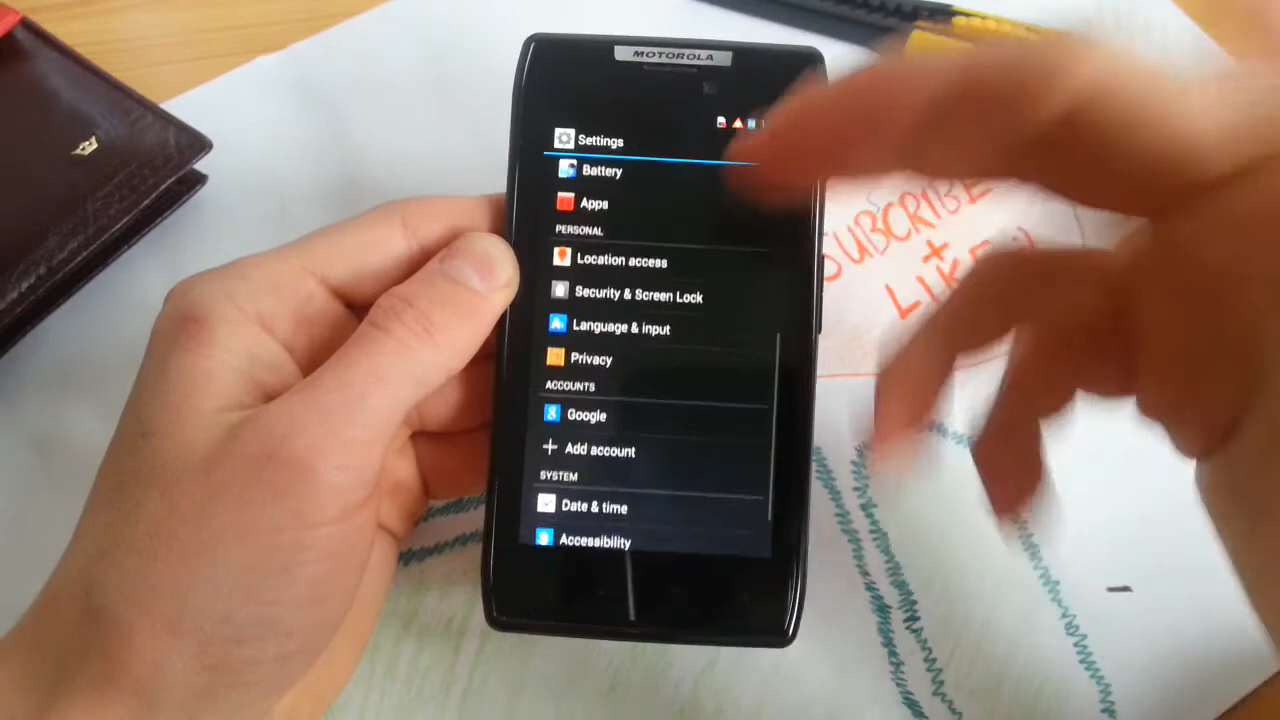 MOTOROLA
Settings
Battery
Apps
PERSONAL
Location access
Security & Screen Lock
Language & input
Privacy
ACCOUNTS
Google
Add account
SYSTEM
Date & time
Accessibility
SUBCRIBE
+
LIKE